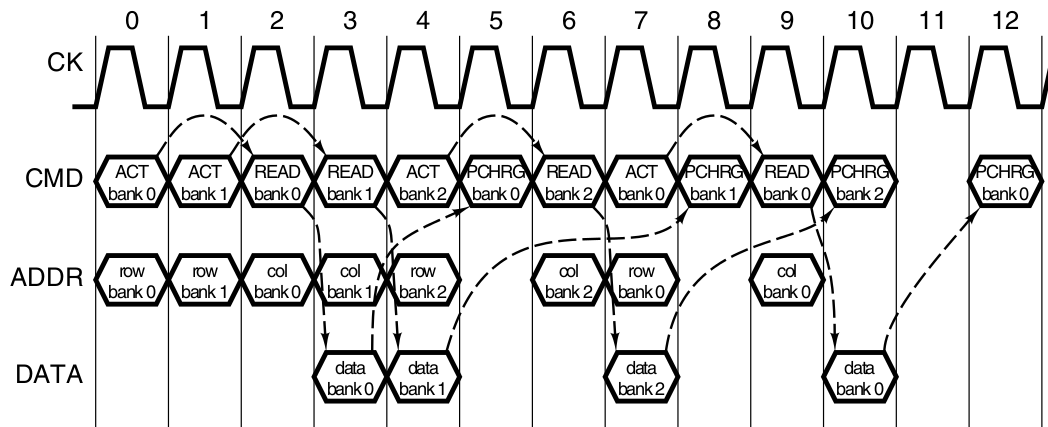 0 1 2 3 4 5 6 7 8 9 10 11 12
CK
CMD
ACT bank 0
ACT bank 1
READ bank 0
READ bank 1
ACT bank 2
PCHRG bank 0
READ bank 2
ACT bank 0
PCHRG bank 1
READ bank 0
PCHRG bank 2
PCHRG bank 0
ADDR
row bank 0
row bank 1
col bank 0
col bank 1
row bank 2
col bank 2
row bank 0
col bank 0
DATA
data bank 0
data bank 1
data bank 2
data bank 0